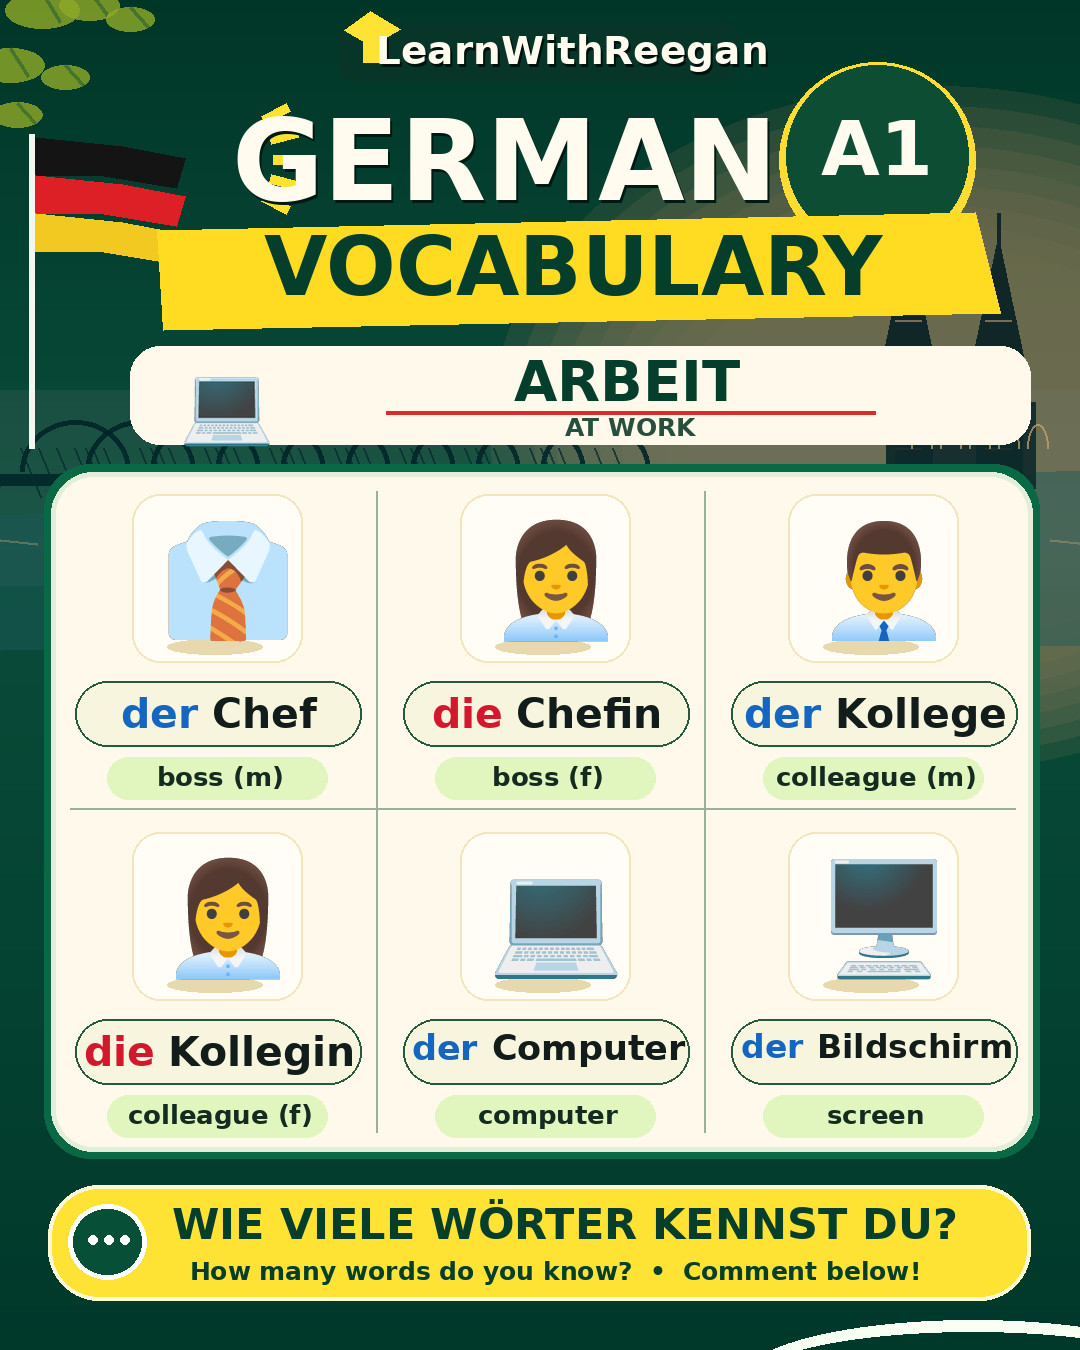 LearnWithReegan
GERMAN
A1
VOCABULARY
ARBEIT
AT WORK
der Chef
boss (m)
die Chefin
boss (f)
der Kollege
colleague (m)
die Kollegin
colleague (f)
der Computer
computer
der Bildschirm
screen
WIE VIELE WÖRTER KENNST DU?
How many words do you know? • Comment below!